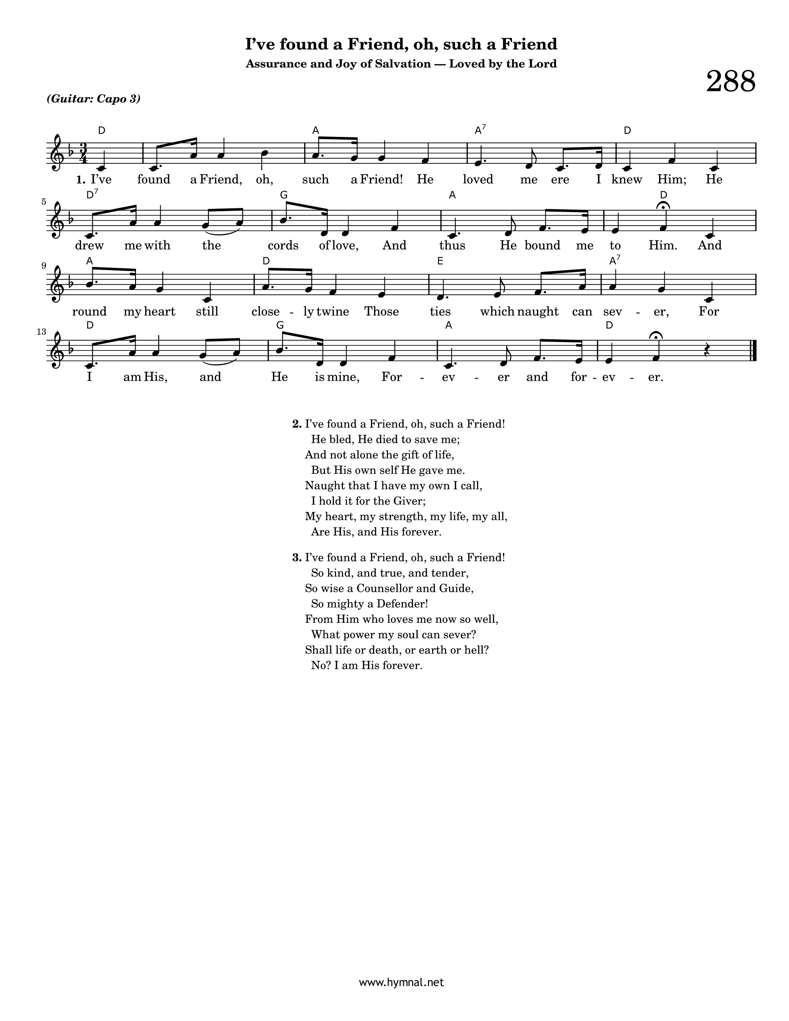 I've found a Friend, oh, such a Friend
Assurance and Joy of Salvation — Loved by the Lord
288
(Guitar: Capo 3)
D A A7 D
3
4
1. I've found a Friend, oh, such a Friend! He loved me ere I knew Him; He
5
D7 G A D
drew me with the cords of love, And thus He bound me to Him. And
9
A D E A7
round my heart still close - ly twine Those ties which naught can sev - er, For
13
D G A D
I am His, and He is mine, For - ev - er and for - ev - er.
2. I've found a Friend, oh, such a Friend!
He bled, He died to save me;
And not alone the gift of life,
But His own self He gave me.
Naught that I have my own I call,
I hold it for the Giver;
My heart, my strength, my life, my all,
Are His, and His forever.
3. I've found a Friend, oh, such a Friend!
So kind, and true, and tender,
So wise a Counsellor and Guide,
So mighty a Defender!
From Him who loves me now so well,
What power my soul can sever?
Shall life or death, or earth or hell?
No? I am His forever.
www.hymnal.net